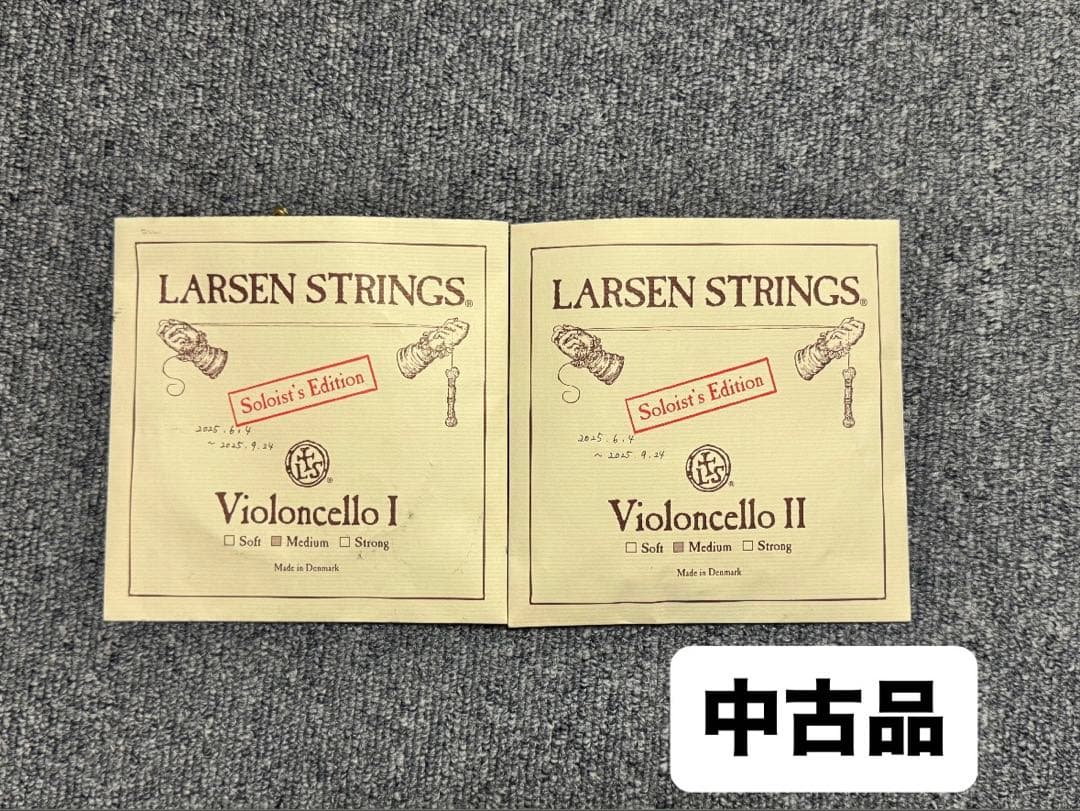 LARSEN STRINGS®
Soloist's Edition
2025.6.4
~2025.9.24
LTS®
Violoncello I
Soft Medium Strong
Made in Denmark
LARSEN STRINGS®
Soloist's Edition
2025.6.4
~2025.9.24
LTS®
Violoncello II
Soft Medium Strong
Made in Denmark
中古品